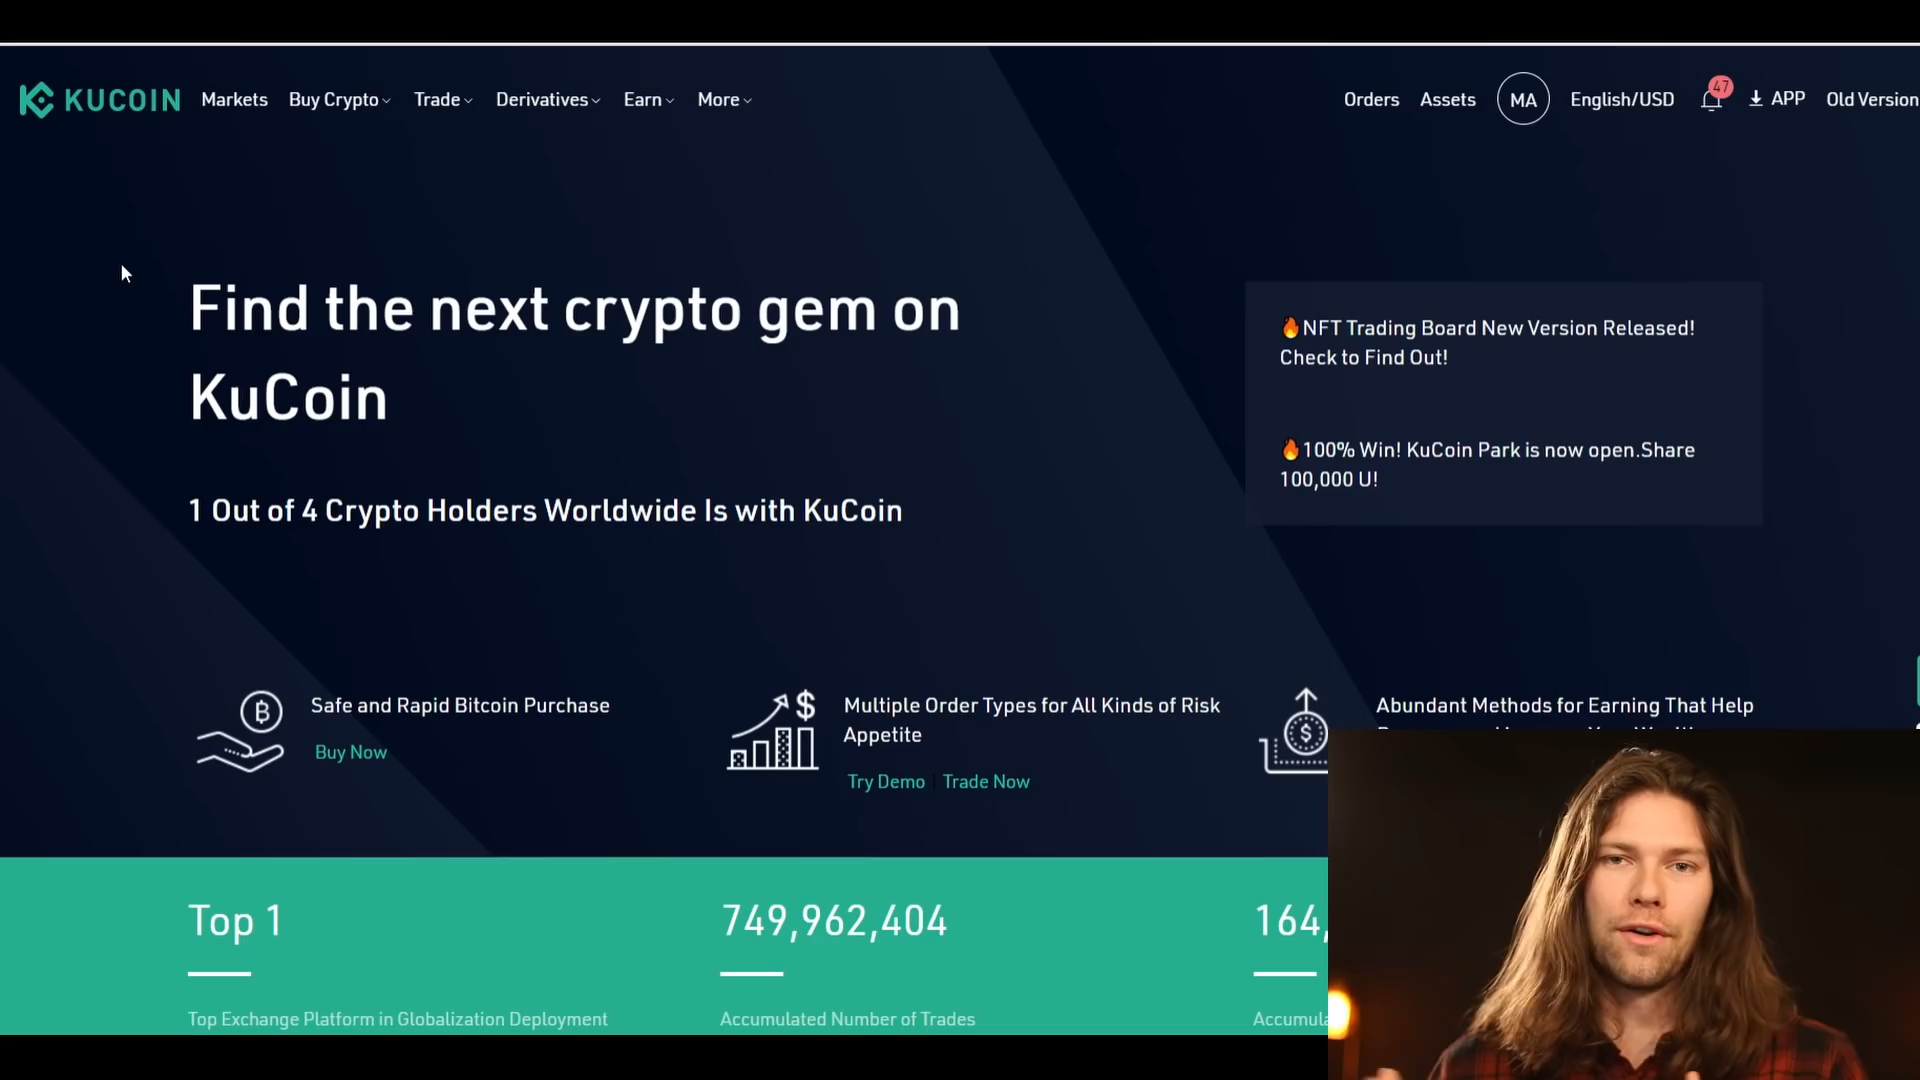 KUCOIN
Markets
Buy Crypto
Trade
Derivatives
Earn
More
Orders
Assets
MA
English/USD
47
APP
Old Version
Find the next crypto gem on
KuCoin
1 Out of 4 Crypto Holders Worldwide Is with KuCoin
🔥NFT Trading Board New Version Released!
Check to Find Out!
🔥100% Win! KuCoin Park is now open.Share
100,000 U!
Safe and Rapid Bitcoin Purchase
Buy Now
Multiple Order Types for All Kinds of Risk
Appetite
Try Demo
Trade Now
Abundant Methods for Earning That Help
Top 1
Top Exchange Platform in Globalization Deployment
749,962,404
Accumulated Number of Trades
164,